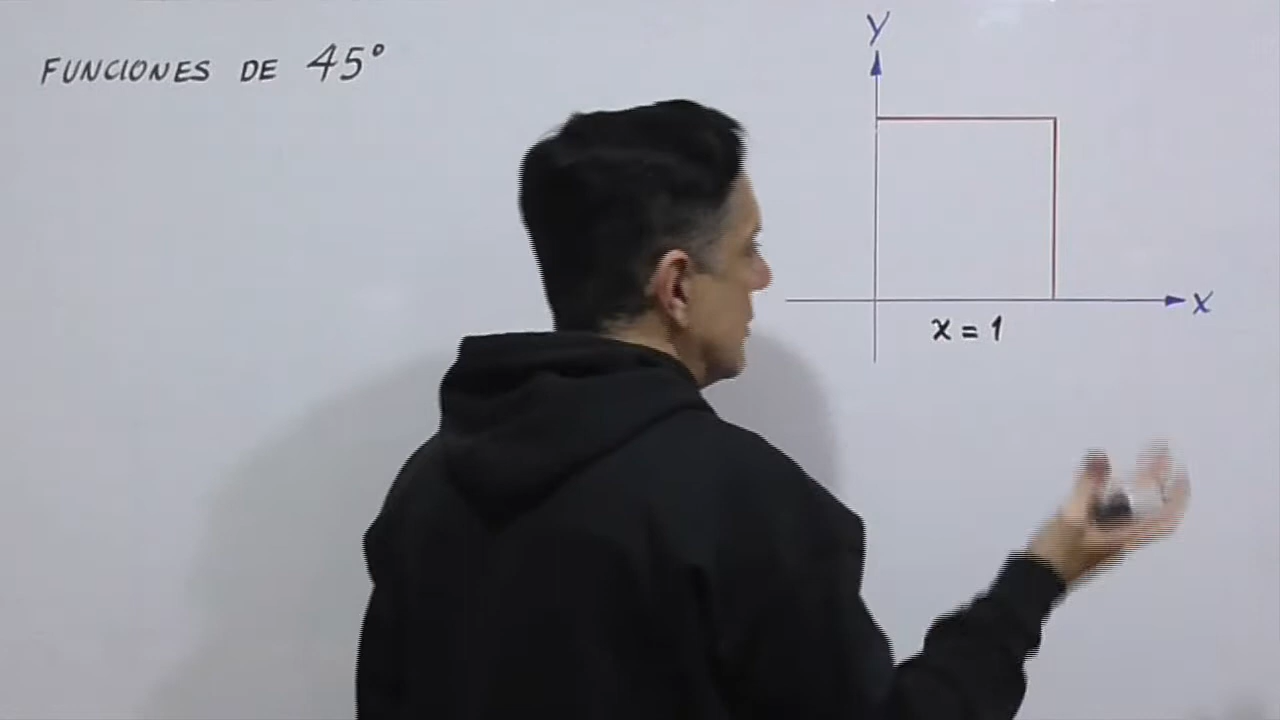 FUNCIONES DE 45°
Y
X
x = 1